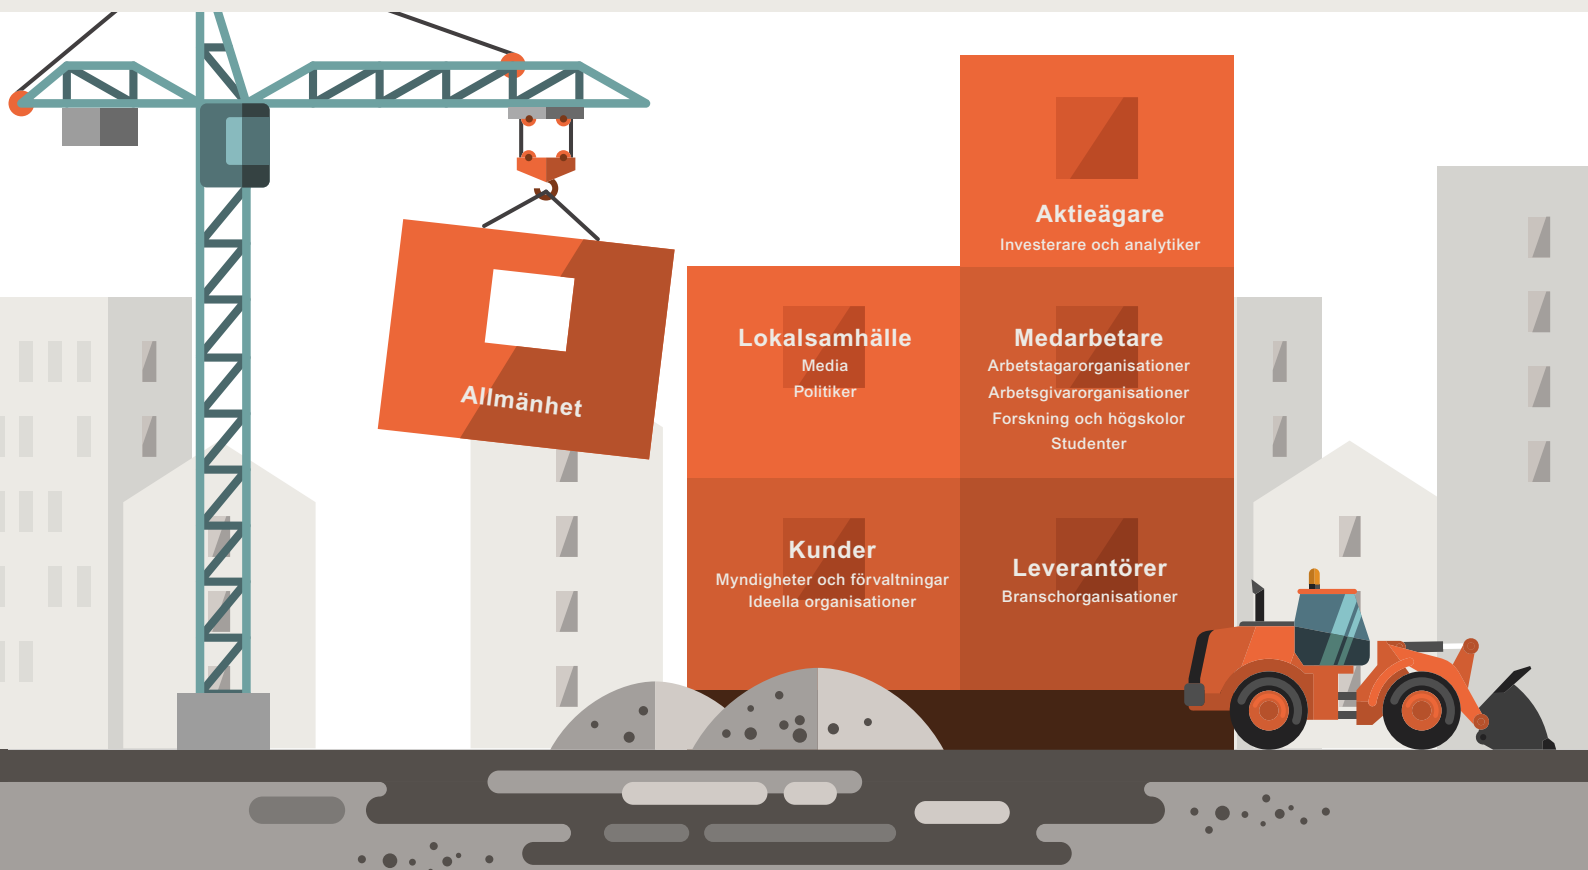 Aktieägare
Investerare och analytiker
Lokalsamhälle
Media
Politiker
Medarbetare
Arbetstagarorganisationer
Arbetsgivarorganisationer
Forskning och högskolor
Studenter
Allmänhet
Kunder
Myndigheter och förvaltningar
Ideella organisationer
Leverantörer
Branschorganisationer